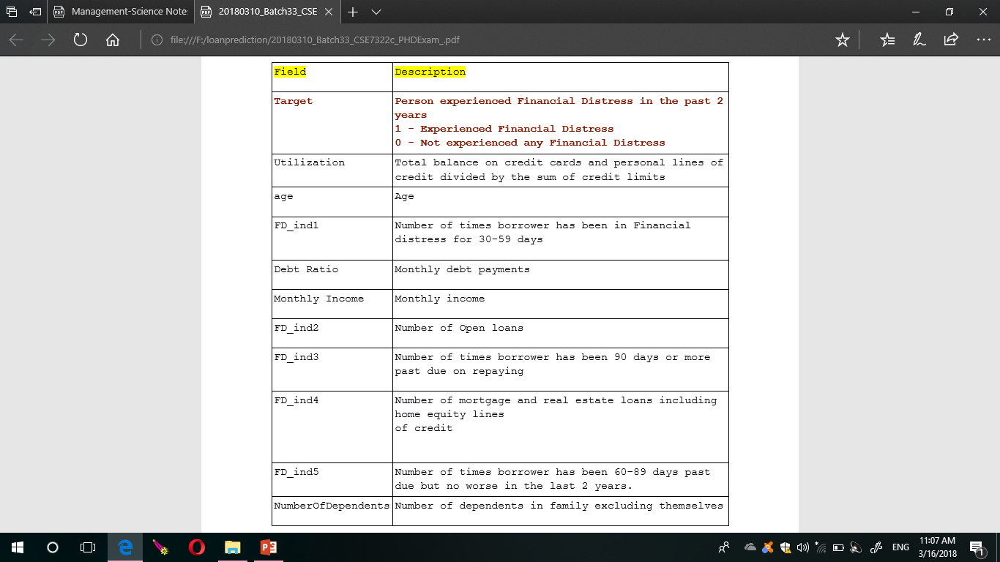 Management-Science Note:
20180310_Batch33_CSE
file:///F:/loanprediction/20180310_Batch33_CSE7322c_PHDExam_.pdf
Field Description
Target Person experienced Financial Distress in the past 2
years
1 - Experienced Financial Distress
0 - Not experienced any Financial Distress
Utilization Total balance on credit cards and personal lines of
credit divided by the sum of credit limits
age Age
FD_ind1 Number of times borrower has been in Financial
distress for 30-59 days
Debt Ratio Monthly debt payments
Monthly Income Monthly income
FD_ind2 Number of Open loans
FD_ind3 Number of times borrower has been 90 days or more
past due on repaying
FD_ind4 Number of mortgage and real estate loans including
home equity lines
of credit
FD_ind5 Number of times borrower has been 60-89 days past
due but no worse in the last 2 years.
NumberOfDependents Number of dependents in family excluding themselves
ENG
11:07 AM
3/16/2018
1